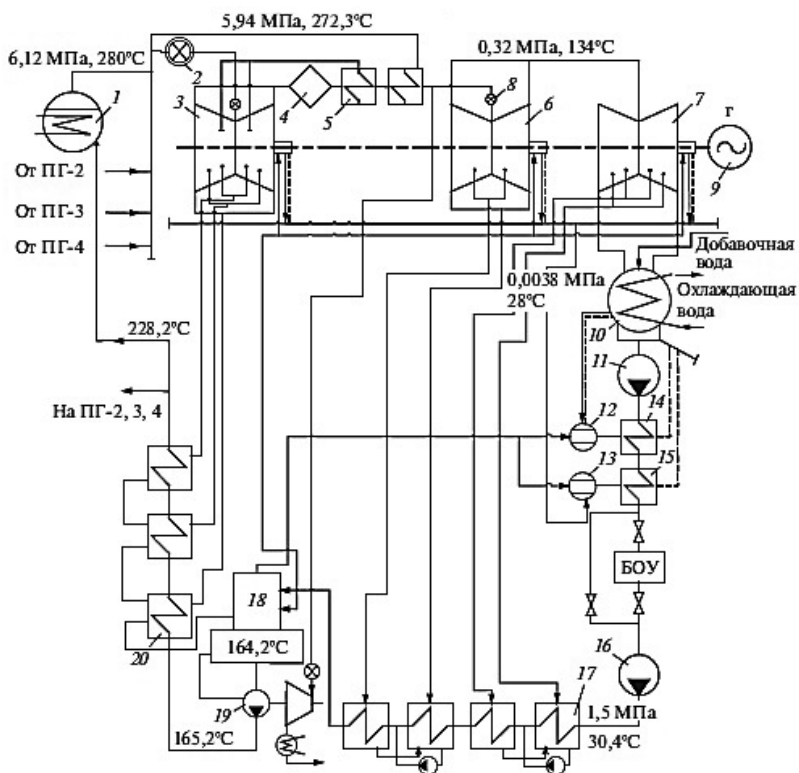 5,94 МПа, 272,3°C
6,12 МПа, 280°C
0,32 МПа, 134°C
1
2
3
4
5
8
6
7
Г
9
От ПГ-2
От ПГ-3
От ПГ-4
Добавочная
вода
0,0038 МПа
28°C
Охлаждающая
вода
10
228,2°C
11
На ПГ-2, 3, 4
12
14
13
15
БОУ
18
16
164,2°C
20
17
19
1,5 МПа
165,2°C
30,4°C